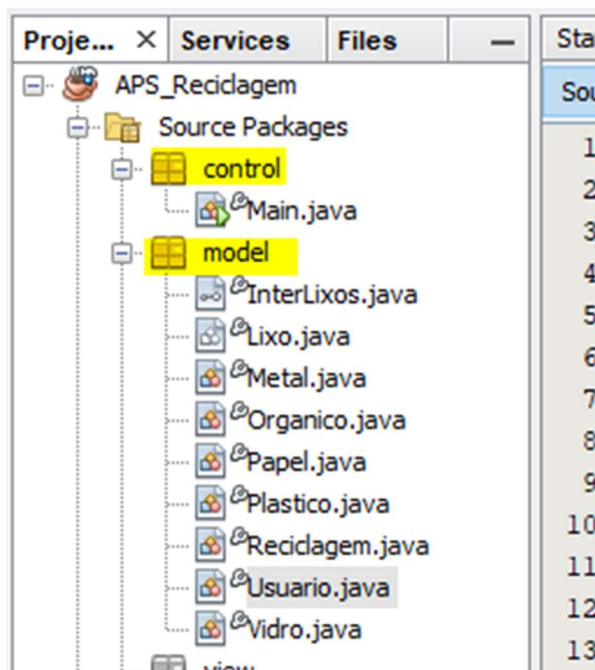 Proje... × Services Files — Sta
APS_Reciclagem
Sou
Source Packages
1
control
2
Main.java
3
model
4
InterLixos.java
5
Lixo.java
6
Metal.java
7
Organico.java
8
Papel.java
9
Plastico.java
10
Reciclagem.java
11
Usuario.java
12
Vidro.java
13
view